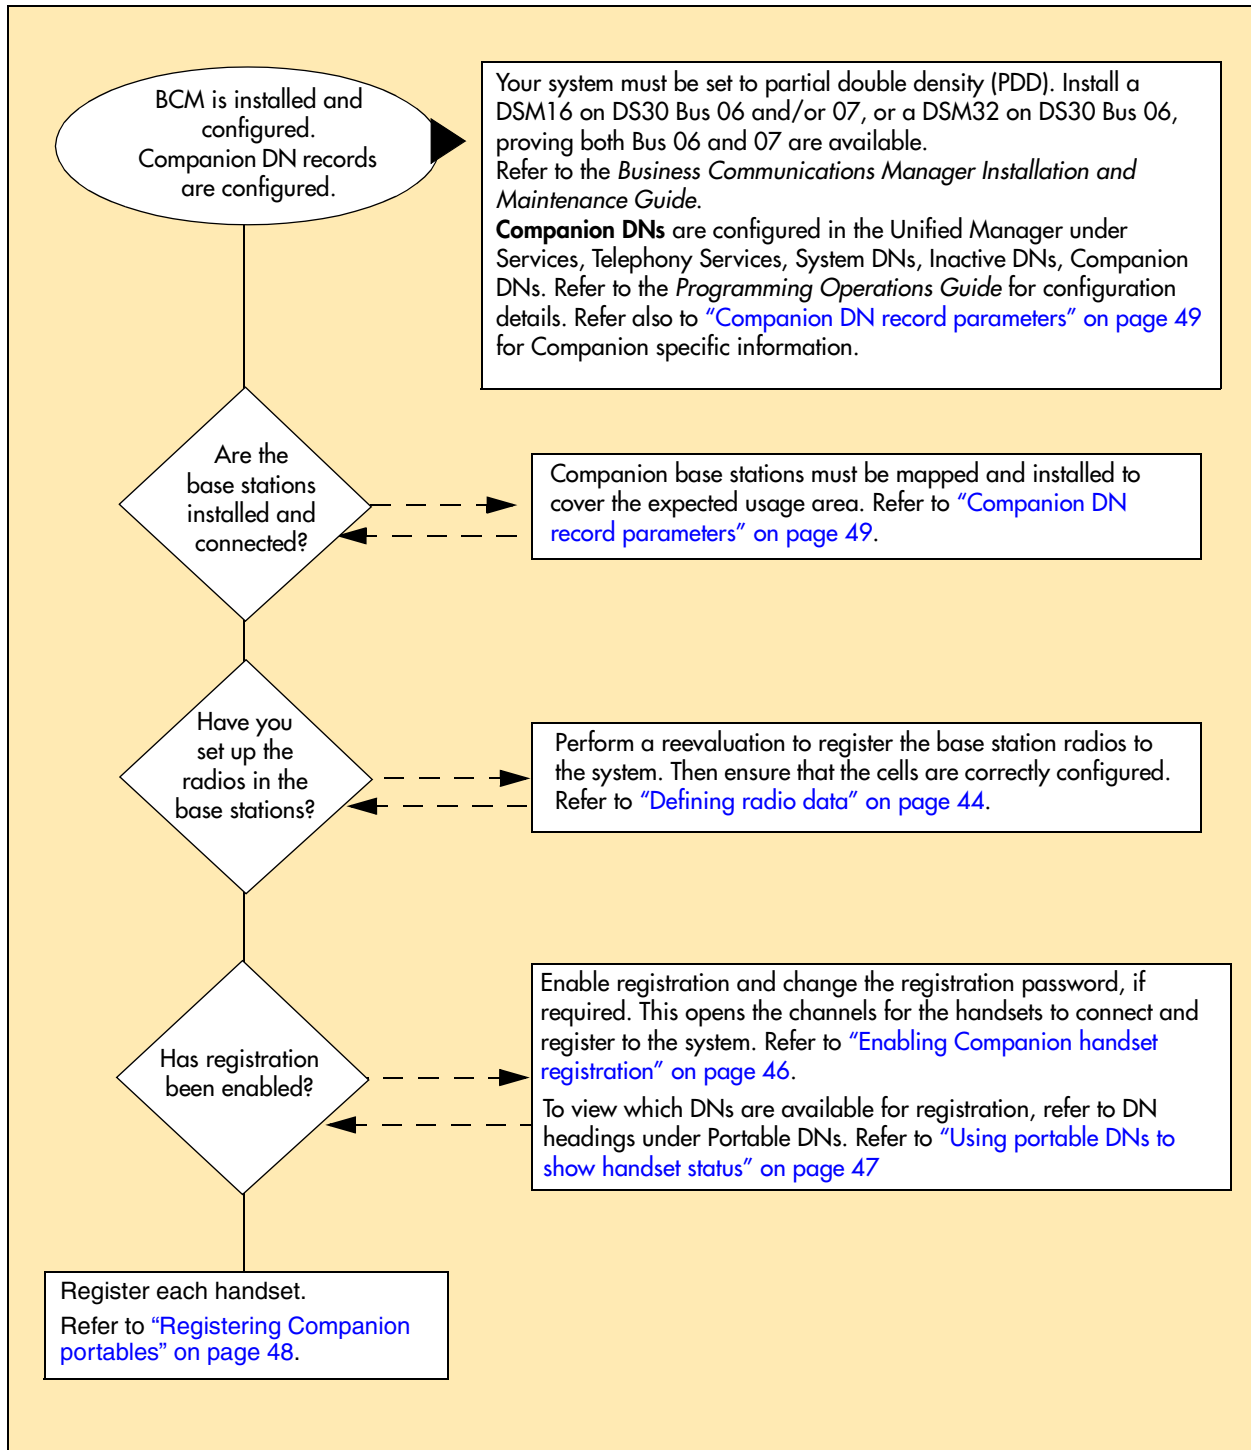 BCM is installed and
configured.
Companion DN records
are configured.
Your system must be set to partial double density (PDD). Install a
DSM16 on DS30 Bus 06 and/or 07, or a DSM32 on DS30 Bus 06,
proving both Bus 06 and 07 are available.
Refer to the Business Communications Manager Installation and
Maintenance Guide.
Companion DNs are configured in the Unified Manager under
Services, Telephony Services, System DNs, Inactive DNs, Companion
DNs. Refer to the Programming Operations Guide for configuration
details. Refer also to “Companion DN record parameters” on page 49
for Companion specific information.
Are the
base stations
installed and
connected?
Companion base stations must be mapped and installed to
cover the expected usage area. Refer to “Companion DN
record parameters” on page 49.
Have you
set up the
radios in the
base stations?
Perform a reevaluation to register the base station radios to
the system. Then ensure that the cells are correctly configured.
Refer to “Defining radio data” on page 44.
Has registration
been enabled?
Enable registration and change the registration password, if
required. This opens the channels for the handsets to connect and
register to the system. Refer to “Enabling Companion handset
registration” on page 46.
To view which DNs are available for registration, refer to DN
headings under Portable DNs. Refer to “Using portable DNs to
show handset status” on page 47
Register each handset.
Refer to “Registering Companion
portables” on page 48.